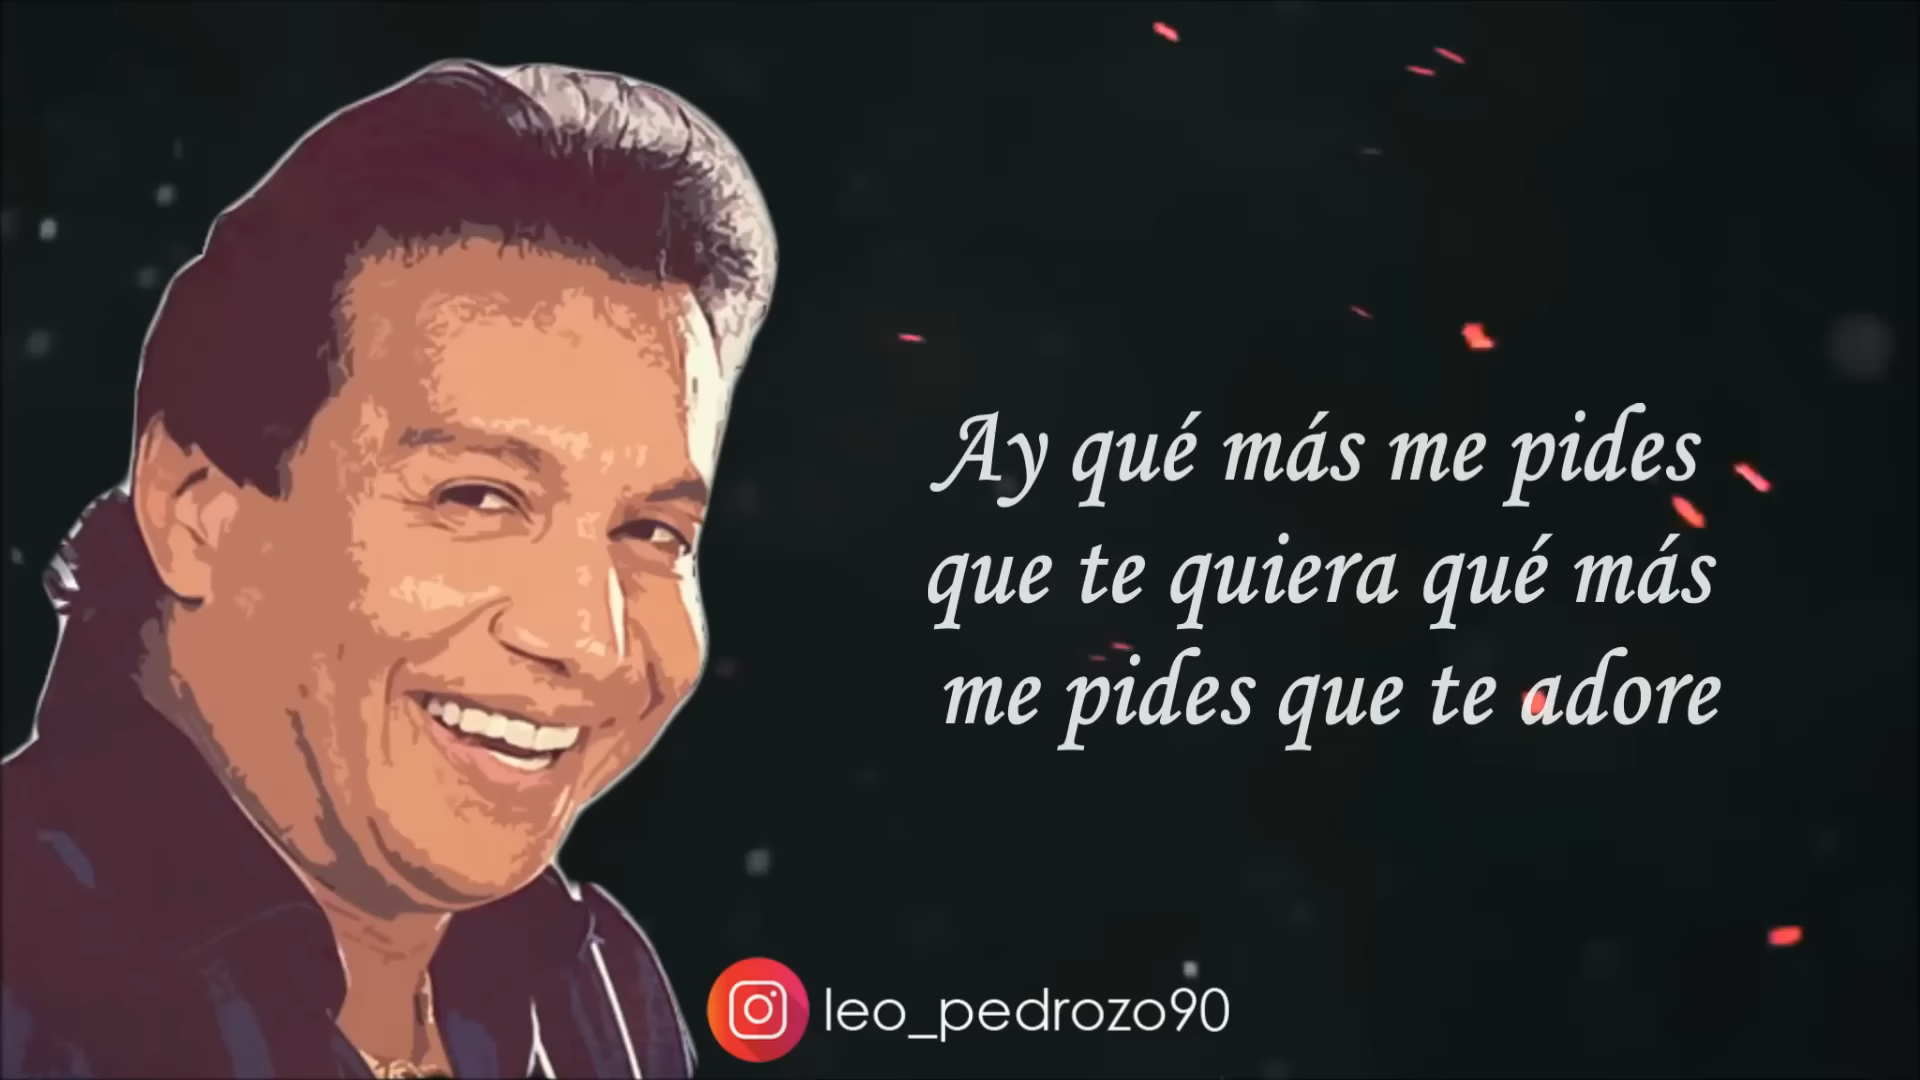 Ay qué más me pides
que te quiera qué más
me pides que te adore
leo_pedrozo90